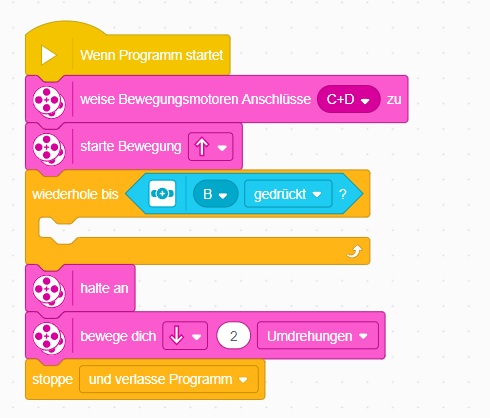 Wenn Programm startet
weise Bewegungsmotoren Anschlüsse C+D zu
starte Bewegung
wiederhole bis B gedrückt ?
halte an
bewege dich 2 Umdrehungen
stoppe und verlasse Programm